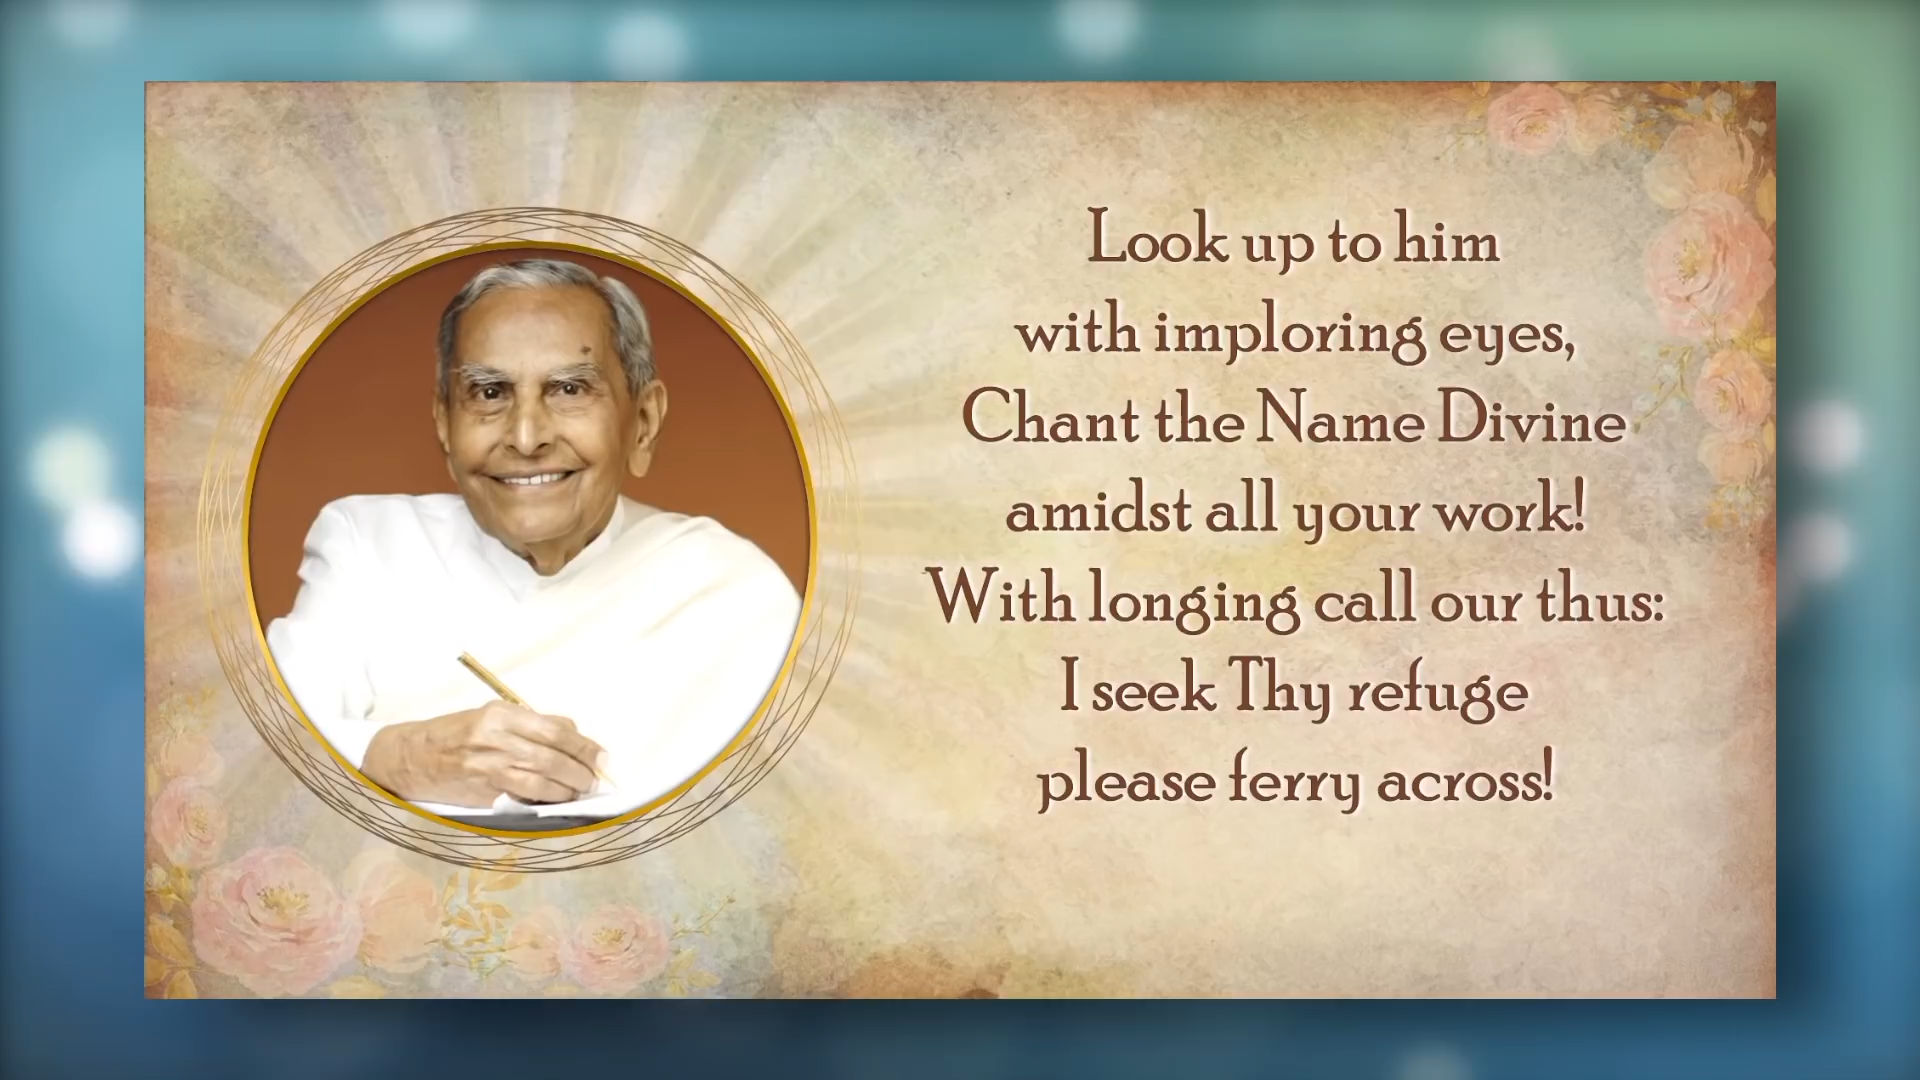 Look up to him
with imploring eyes,
Chant the Name Divine
amidst all your work!
With longing call our thus:
I seek Thy refuge
please ferry across!